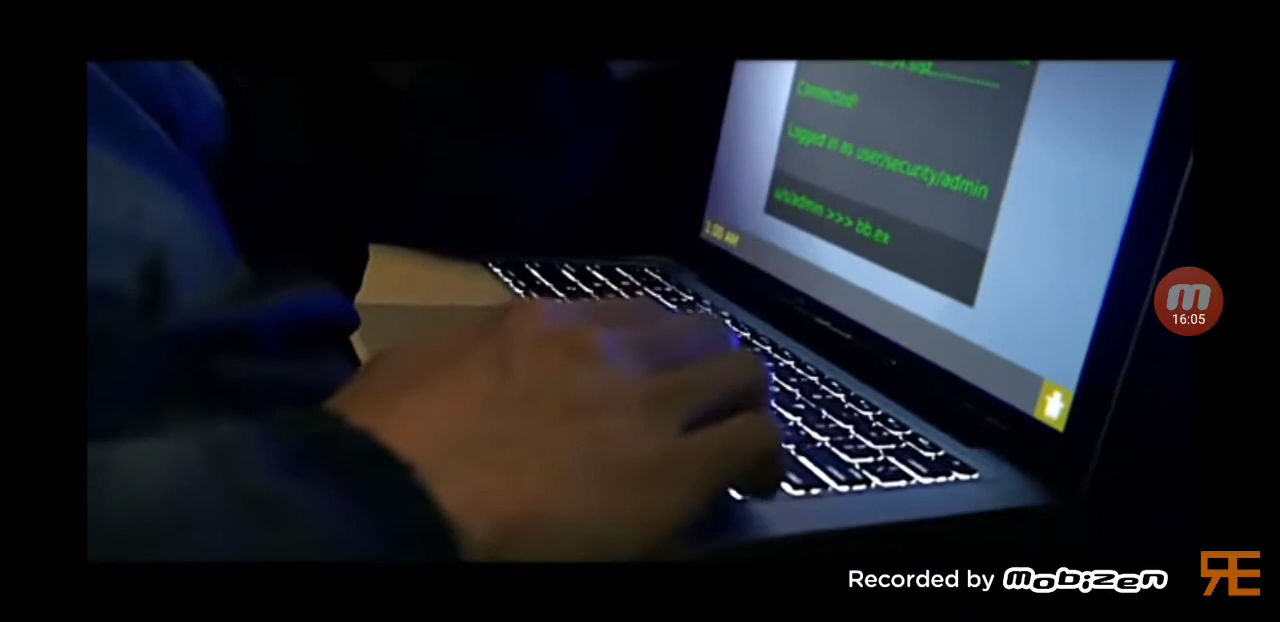 Connected!
Logged in as user/security/admin
u/s/admin >>> bb.ex
1:00 AM
16:05
Recorded by mobizen